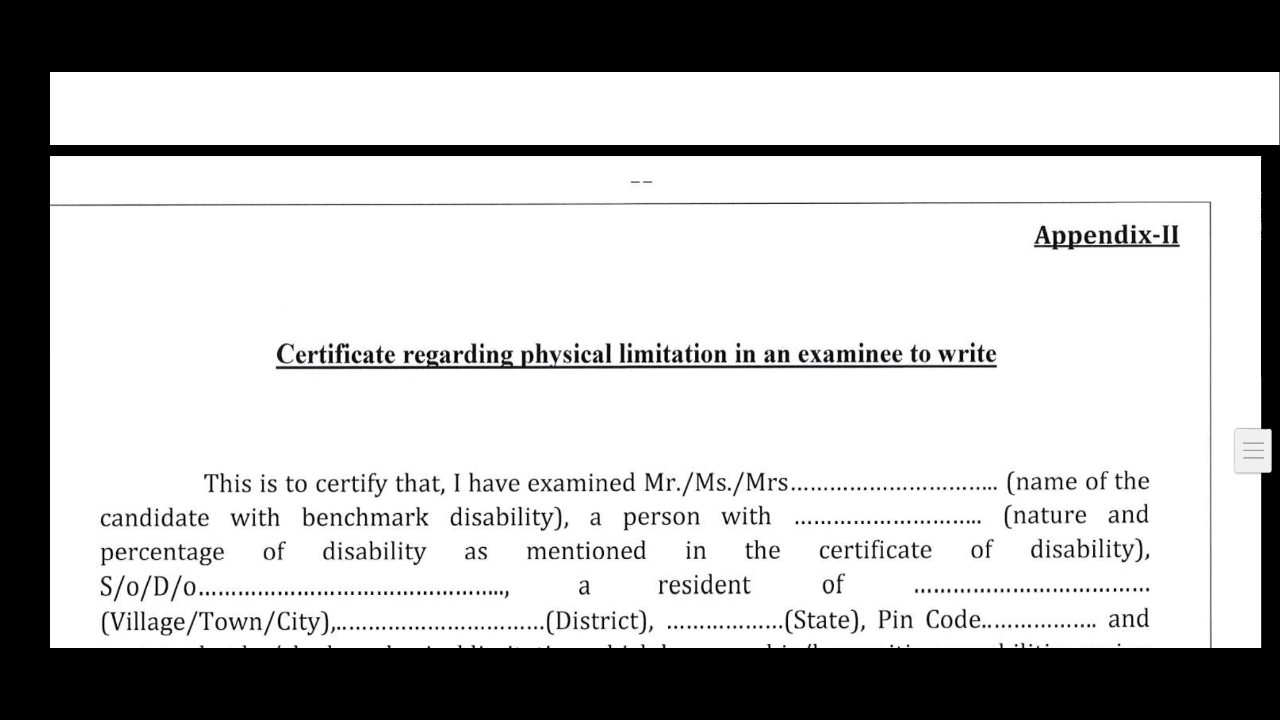 --
Appendix-II
Certificate regarding physical limitation in an examinee to write
This is to certify that, I have examined Mr./Ms./Mrs................................. (name of the
candidate with benchmark disability), a person with ............................. (nature and
percentage of disability as mentioned in the certificate of disability),
S/o/D/o.............................................., a resident of ...................................
(Village/Town/City),................................(District), ..................(State), Pin Code.................. and